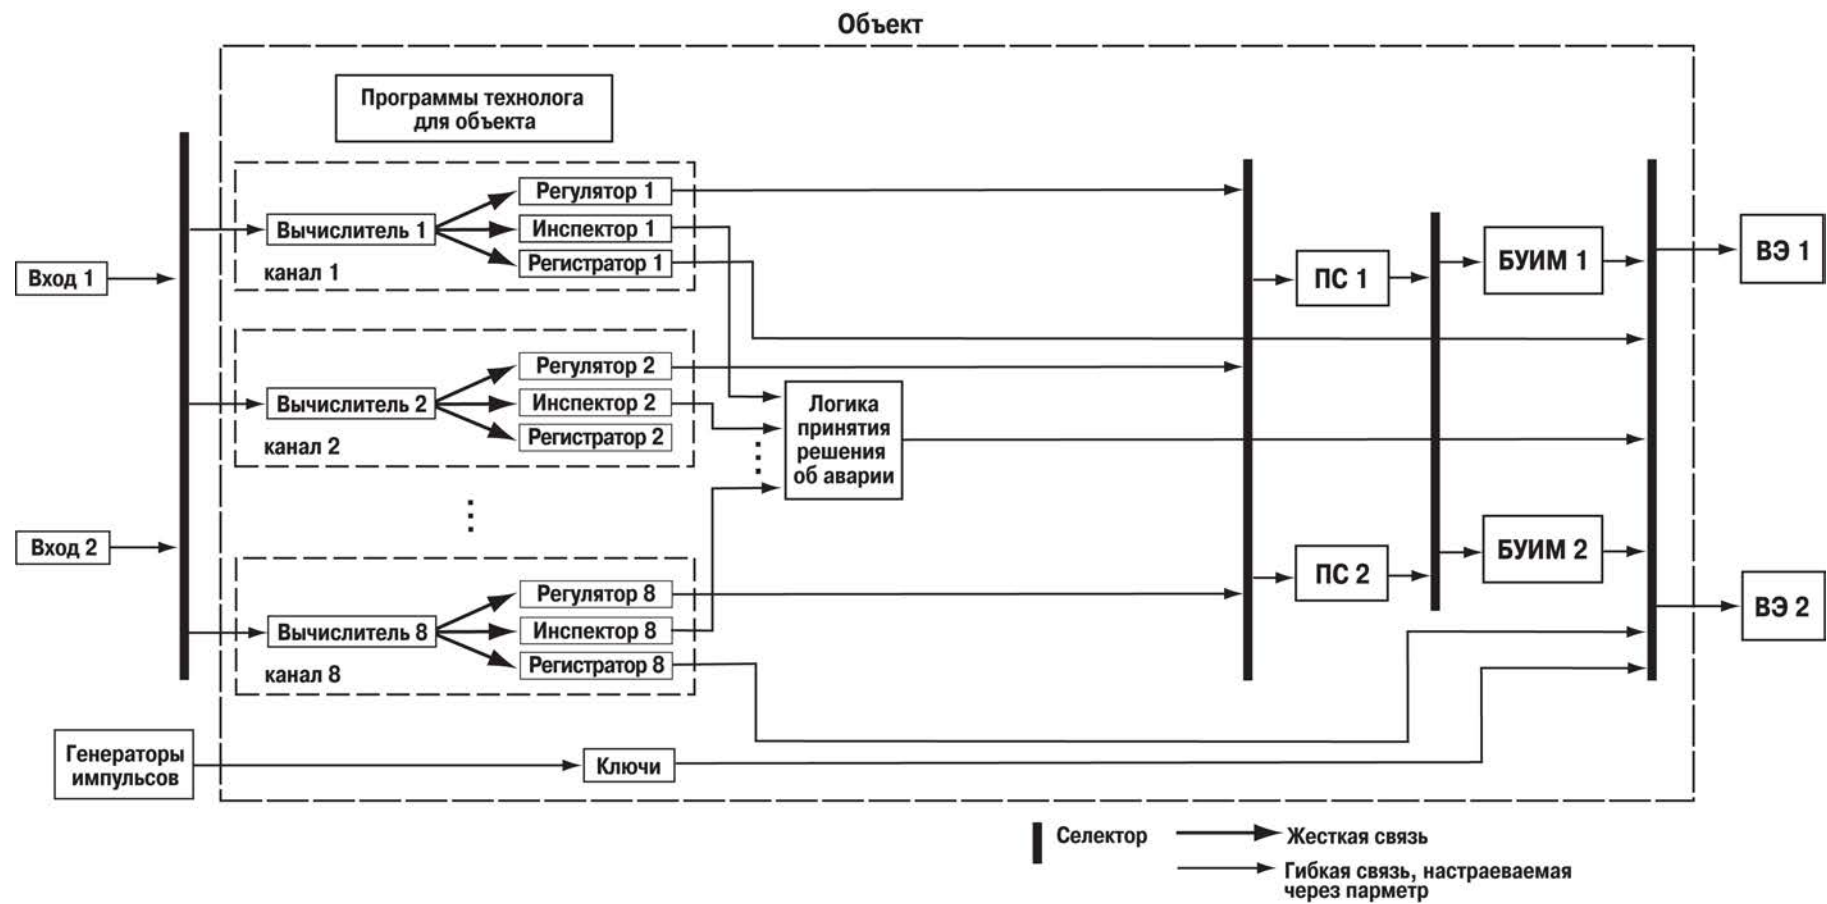 Объект
Программы технолога
для объекта
Регулятор 1
Вычислитель 1
Инспектор 1
Регистратор 1
канал 1
Вход 1
ПС 1
БУИМ 1
ВЭ 1
Регулятор 2
Вычислитель 2
Инспектор 2
Регистратор 2
канал 2
Логика
принятия
решения
об аварии
Вход 2
Регулятор 8
Вычислитель 8
Инспектор 8
Регистратор 8
канал 8
ПС 2
БУИМ 2
ВЭ 2
Генераторы
импульсов
Ключи
Селектор
Жесткая связь
Гибкая связь, настраеваемая
через парметр